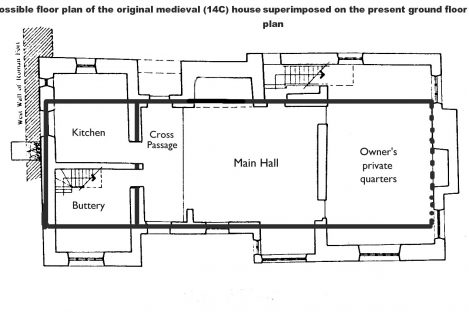 ossible floor plan of the original medieval (14C) house superimposed on the present ground floor
plan
West Wall of Roman Fort
Kitchen
Cross
Passage
Main Hall
Owner's
private
quarters
Buttery